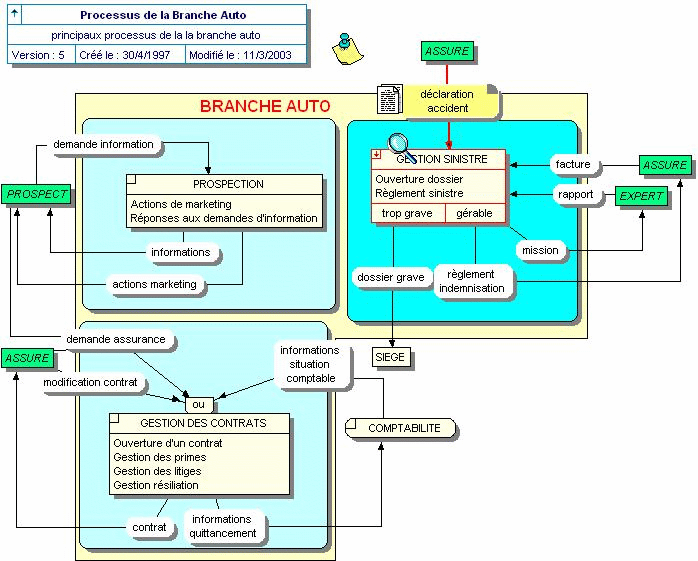 Processus de la Branche Auto
principaux processus de la la branche auto
Version : 5 Créé le : 30/4/1997 Modifié le : 11/3/2003
ASSURE
déclaration
accident
BRANCHE AUTO
demande information
PROSPECT
PROSPECTION
Actions de marketing
Réponses aux demandes d'information
informations
actions marketing
GESTION SINISTRE
Ouverture dossier
Règlement sinistre
trop grave gérable
facture
ASSURE
rapport
EXPERT
mission
dossier grave
règlement
indemnisation
SIEGE
demande assurance
ASSURE
modification contrat
informations
situation
comptable
ou
GESTION DES CONTRATS
Ouverture d'un contrat
Gestion des primes
Gestion des litiges
Gestion résiliation
COMPTABILITE
contrat
informations
quittancement